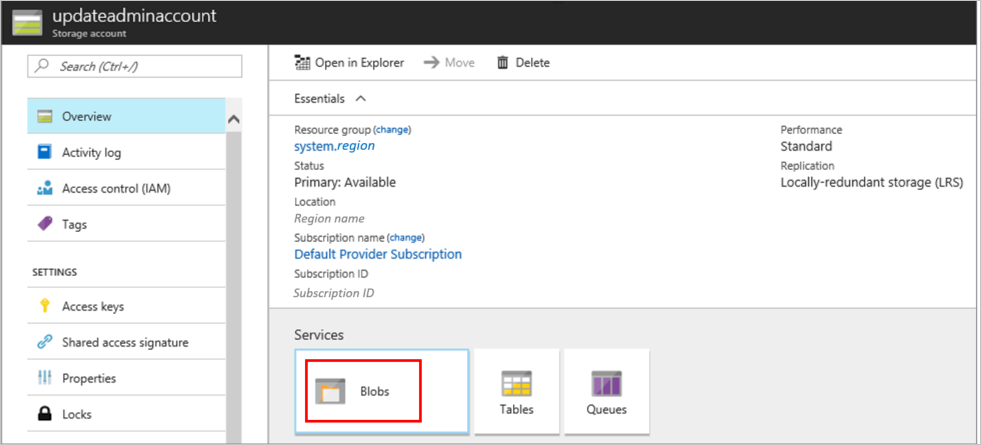 updateadminaccount
Storage account
Search (Ctrl+/)
Overview
Activity log
Access control (IAM)
Tags
SETTINGS
Access keys
Shared access signature
Properties
Locks
Open in Explorer Move Delete
Essentials
Resource group (change)
system.region
Status
Primary: Available
Location
Region name
Subscription name (change)
Default Provider Subscription
Subscription ID
Subscription ID
Performance
Standard
Replication
Locally-redundant storage (LRS)
Services
Blobs
Tables
Queues